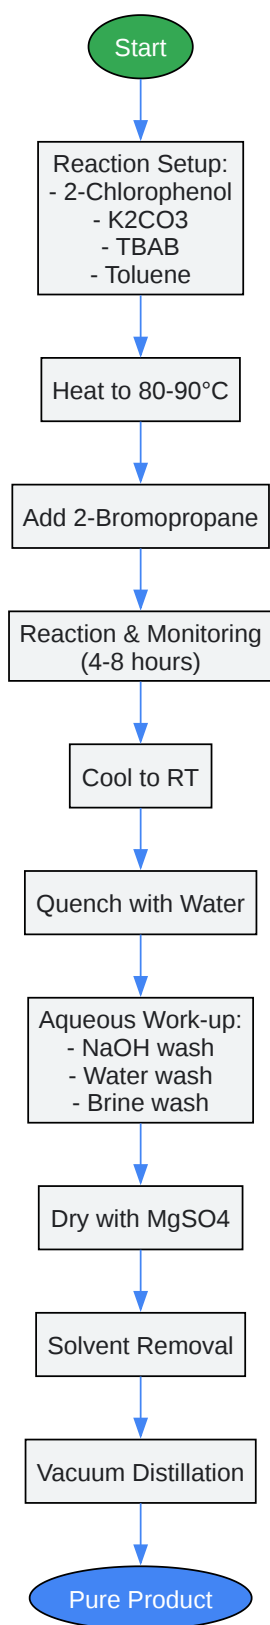 Start
Reaction Setup:
- 2-Chlorophenol
- K2CO3
- TBAB
- Toluene
Heat to 80-90°C
Add 2-Bromopropane
Reaction & Monitoring
(4-8 hours)
Cool to RT
Quench with Water
Aqueous Work-up:
- NaOH wash
- Water wash
- Brine wash
Dry with MgSO4
Solvent Removal
Vacuum Distillation
Pure Product